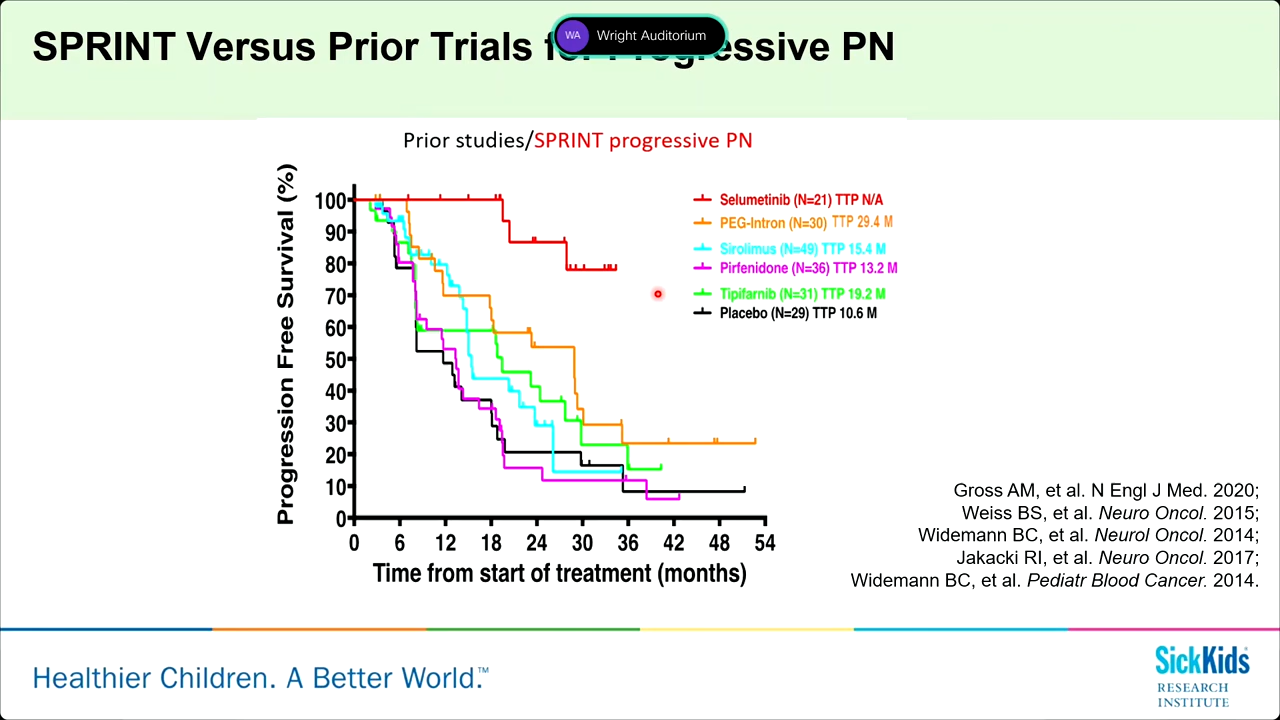 SPRINT Versus Prior Trials for Progressive PN
WA Wright Auditorium
Prior studies/SPRINT progressive PN
Progression Free Survival (%)
100
90
80
70
60
50
40
30
20
10
0
0 6 12 18 24 30 36 42 48 54
Time from start of treatment (months)
Selumetinib (N=21) TTP N/A
PEG-Intron (N=30) TTP 29.4 M
Sirolimus (N=49) TTP 15.4 M
Pirfenidone (N=36) TTP 13.2 M
Tipifarnib (N=31) TTP 19.2 M
Placebo (N=29) TTP 10.6 M
Gross AM, et al. N Engl J Med. 2020;
Weiss BS, et al. Neuro Oncol. 2015;
Widemann BC, et al. Neurol Oncol. 2014;
Jakacki RI, et al. Neuro Oncol. 2017;
Widemann BC, et al. Pediatr Blood Cancer. 2014.
Healthier Children. A Better World.™
SickKids
RESEARCH
INSTITUTE